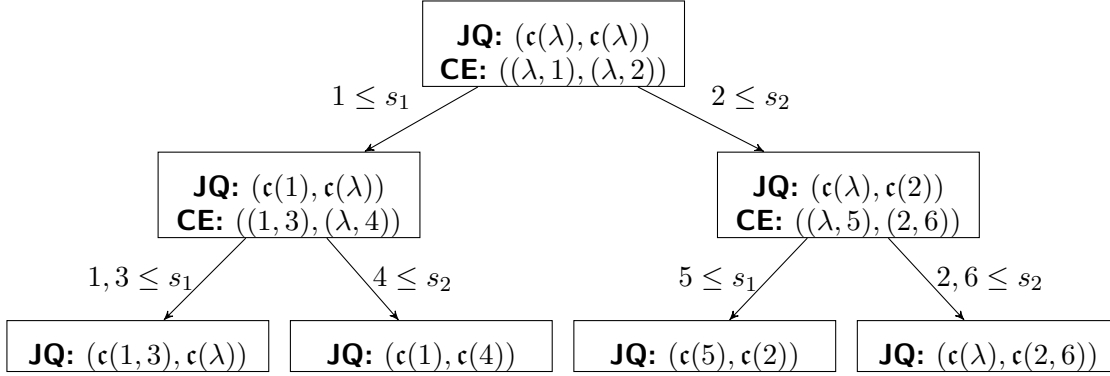 JQ: (𝔠(λ), 𝔠(λ))
CE: ((λ, 1), (λ, 2))
1 ≤ s₁
2 ≤ s₂
JQ: (𝔠(1), 𝔠(λ))
CE: ((1, 3), (λ, 4))
JQ: (𝔠(λ), 𝔠(2))
CE: ((λ, 5), (2, 6))
1, 3 ≤ s₁
4 ≤ s₂
5 ≤ s₁
2, 6 ≤ s₂
JQ: (𝔠(1, 3), 𝔠(λ))
JQ: (𝔠(1), 𝔠(4))
JQ: (𝔠(5), 𝔠(2))
JQ: (𝔠(λ), 𝔠(2, 6))